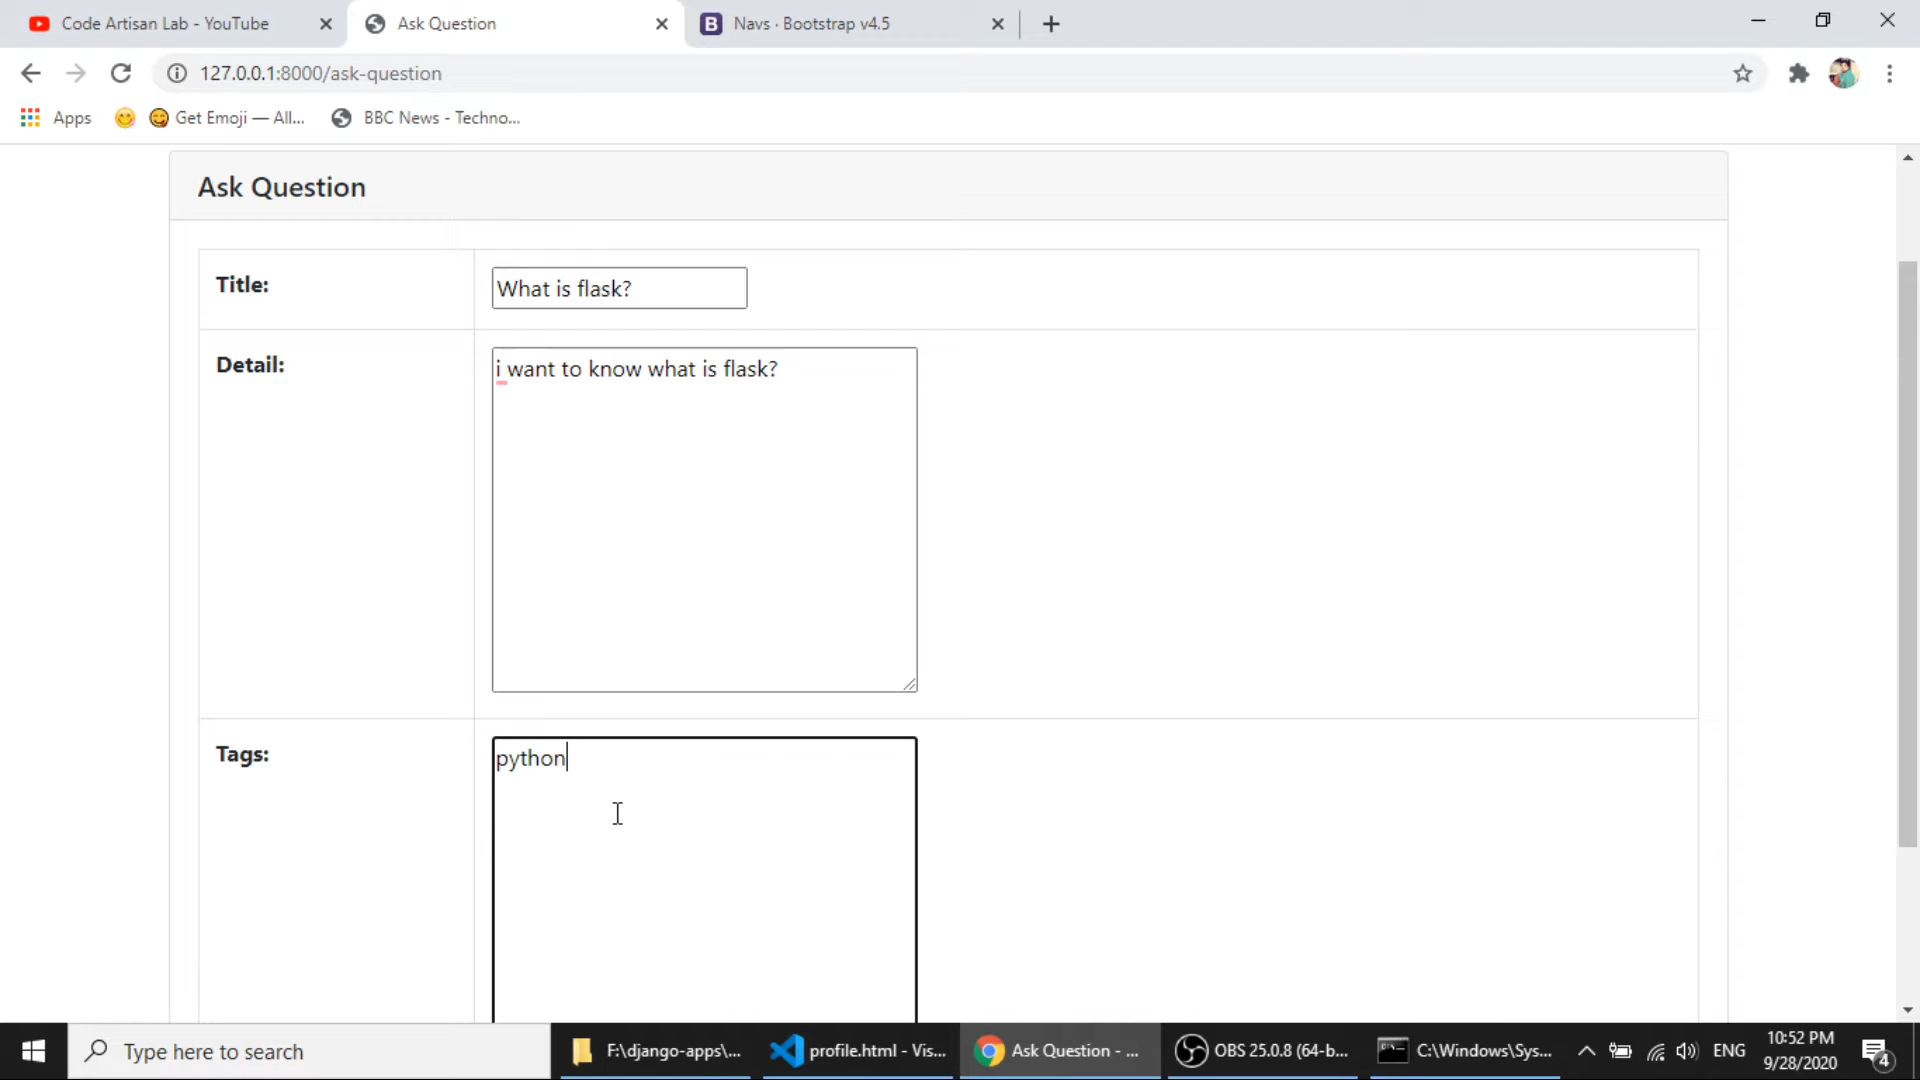 Code Artisan Lab - YouTube
Ask Question
Navs · Bootstrap v4.5
127.0.0.1:8000/ask-question
Apps
Get Emoji — All...
BBC News - Techno...
Ask Question
Title:
What is flask?
Detail:
i want to know what is flask?
Tags:
python
Type here to search
F:\django-apps\...
profile.html - Vis...
Ask Question - ...
OBS 25.0.8 (64-b...
C:\Windows\Sys...
ENG
10:52 PM
9/28/2020
4